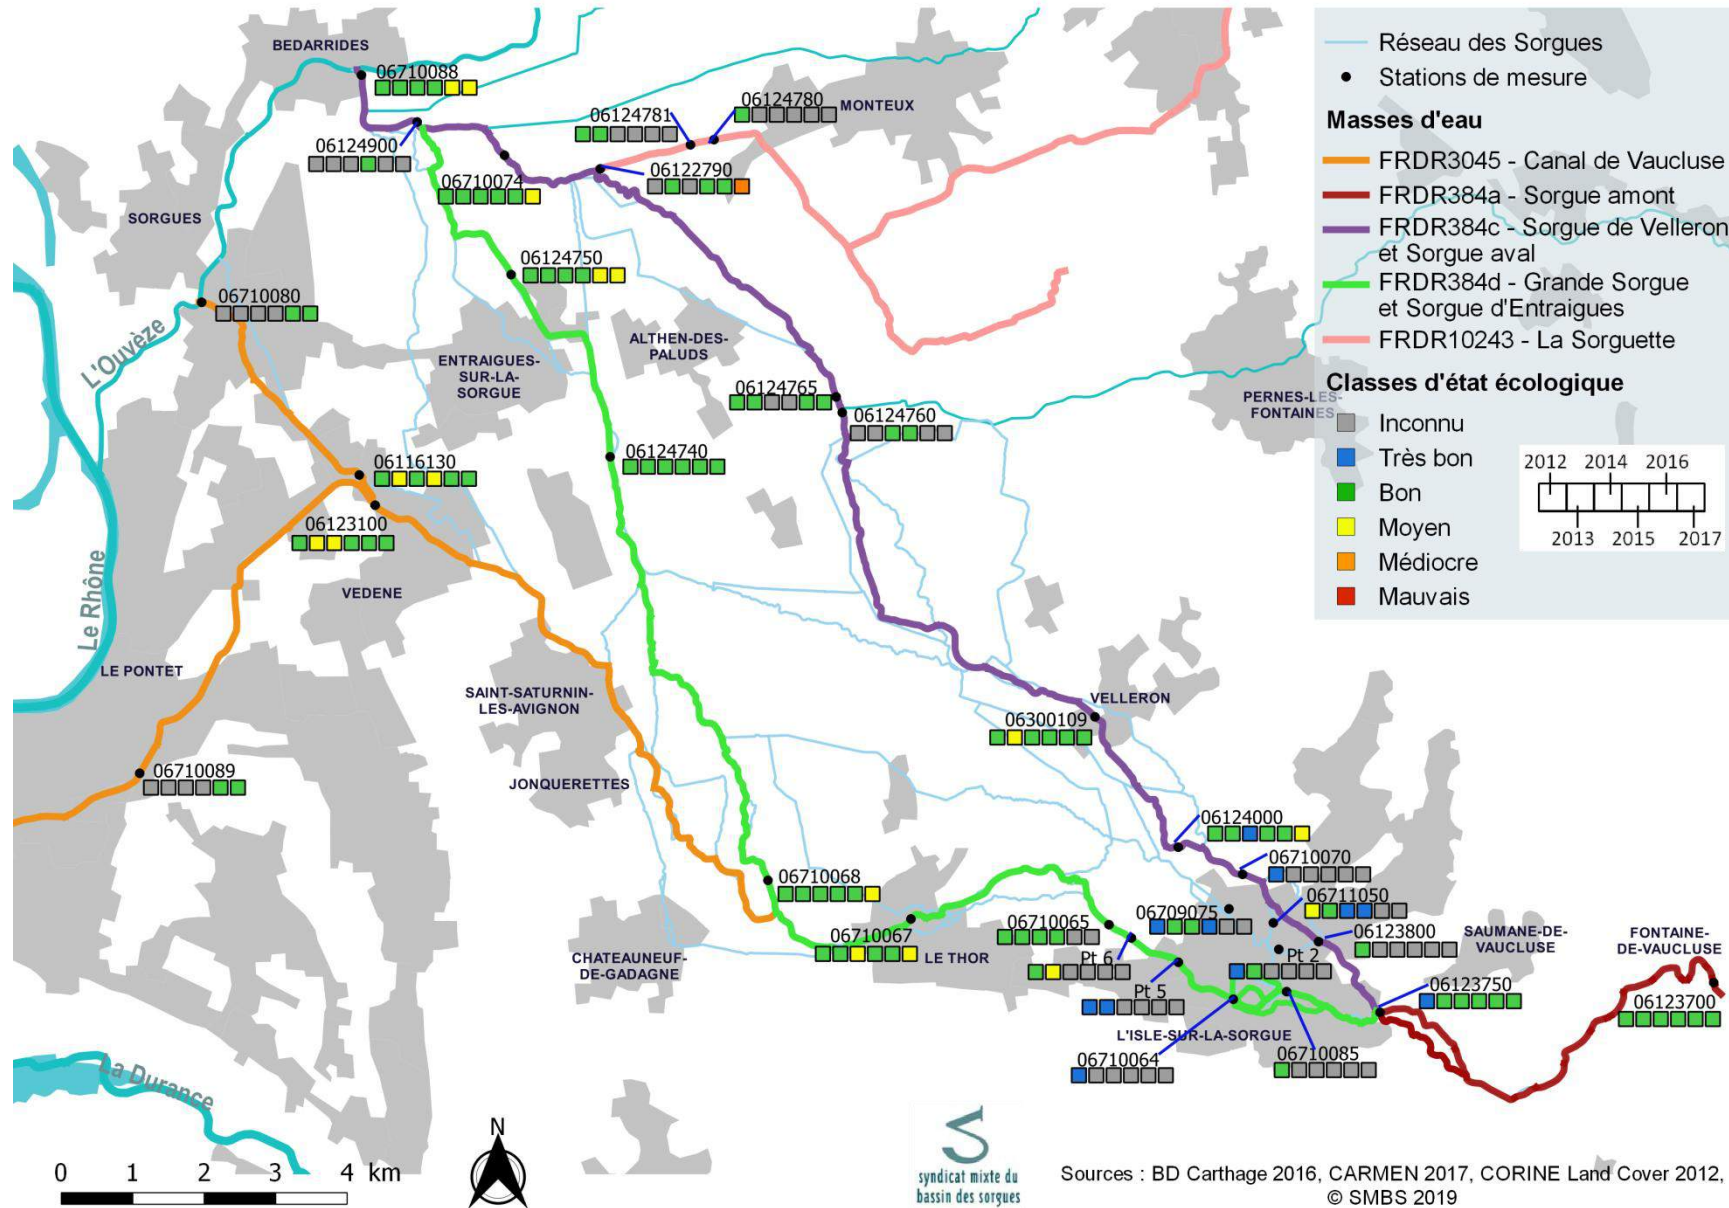 BEDARRIDES
06710088
06124781
06124780
MONTEUX
06124900
06122790
06710074
SORGUES
06124750
06710080
L'Ouvèze
ENTRAIGUES-
SUR-LA-
SORGUE
ALTHEN-DES-
PALUDS
06124765
06124760
PERNES-LES-
FONTAINES
06116130
06124740
06123100
VEDENE
Le Rhône
LE PONTET
SAINT-SATURNIN-
LES-AVIGNON
VELLERON
06300109
06710089
JONQUERETTES
06124000
06710070
06711050
06710068
06709075
06710065
06123800
SAUMANE-DE-
VAUCLUSE
FONTAINE-
DE-VAUCLUSE
06710067
LE THOR
CHATEAUNEUF-
DE-GADAGNE
Pt 6
Pt 2
Pt 5
06123750
06123700
L'ISLE-SUR-LA-SORGUE
06710064
06710085
La Durance
Réseau des Sorgues
Stations de mesure
Masses d'eau
FRDR3045 - Canal de Vaucluse
FRDR384a - Sorgue amont
FRDR384c - Sorgue de Velleron
et Sorgue aval
FRDR384d - Grande Sorgue
et Sorgue d'Entraigues
FRDR10243 - La Sorguette
Classes d'état écologique
Inconnu
Très bon
Bon
Moyen
Médiocre
Mauvais
2012 2014 2016
2013 2015 2017
0 1 2 3 4 km
N
S
syndicat mixte du
bassin des sorgues
Sources : BD Carthage 2016, CARMEN 2017, CORINE Land Cover 2012,
© SMBS 2019